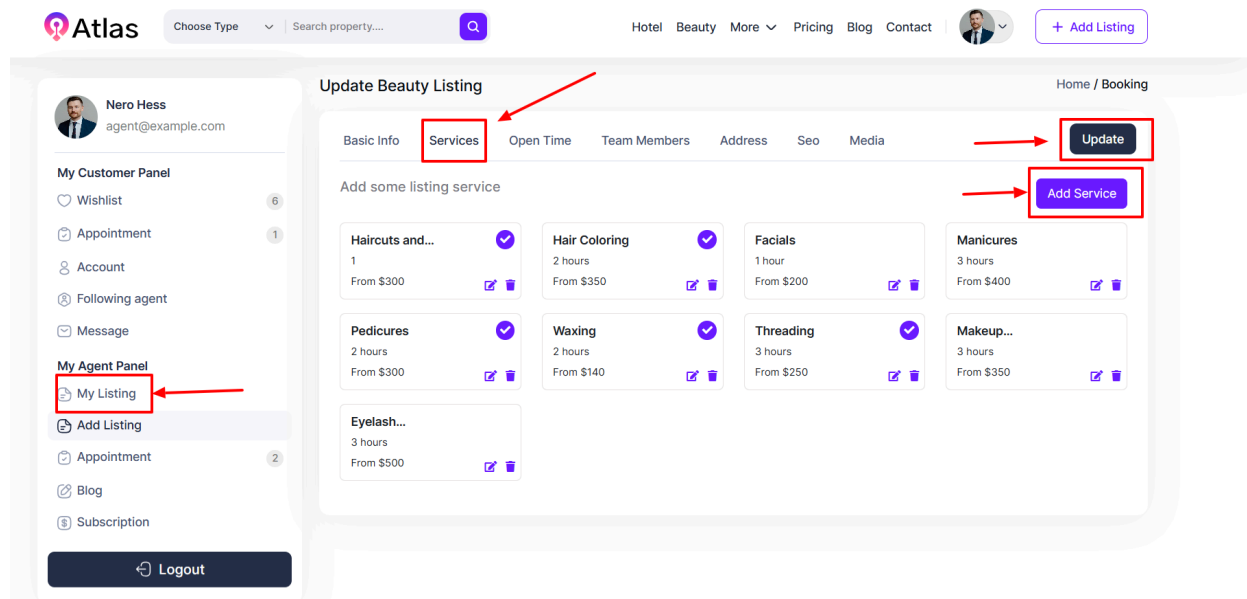 Atlas
Choose Type
Search property....
Hotel Beauty More Pricing Blog Contact
+ Add Listing
Nero Hess
agent@example.com
My Customer Panel
Wishlist 6
Appointment 1
Account
Following agent
Message
My Agent Panel
My Listing
Add Listing
Appointment 2
Blog
Subscription
Logout
Update Beauty Listing
Home / Booking
Basic Info Services Open Time Team Members Address Seo Media
Update
Add some listing service
Add Service
Haircuts and...
1
From $300
Hair Coloring
2 hours
From $350
Facials
1 hour
From $200
Manicures
3 hours
From $400
Pedicures
2 hours
From $300
Waxing
2 hours
From $140
Threading
3 hours
From $250
Makeup...
3 hours
From $350
Eyelash...
3 hours
From $500